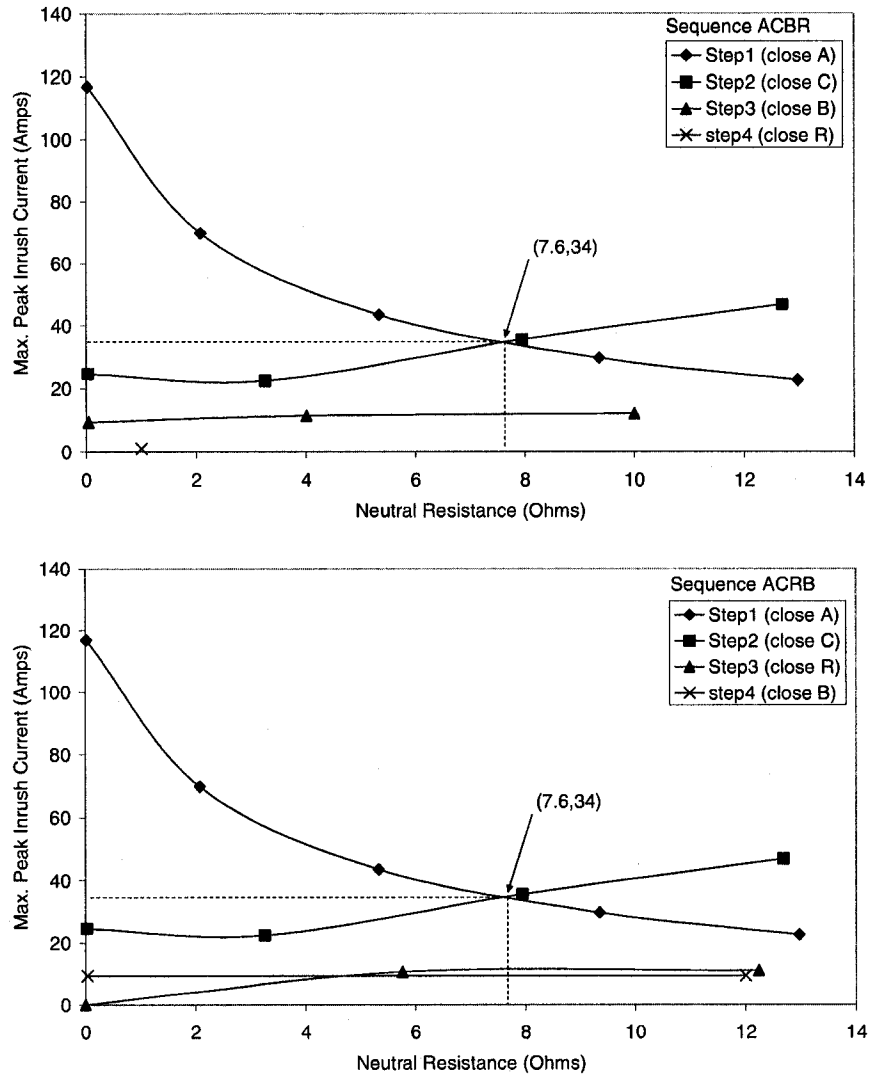 140
120
100
80
60
40
20
0
Max. Peak Inrush Current (Amps)
Sequence ACBR
Step1 (close A)
Step2 (close C)
Step3 (close B)
step4 (close R)
(7.6,34)
0 2 4 6 8 10 12 14
Neutral Resistance (Ohms)
140
120
100
80
60
40
20
0
Max. Peak Inrush Current (Amps)
Sequence ACRB
Step1 (close A)
Step2 (close C)
Step3 (close R)
step4 (close B)
(7.6,34)
0 2 4 6 8 10 12 14
Neutral Resistance (Ohms)